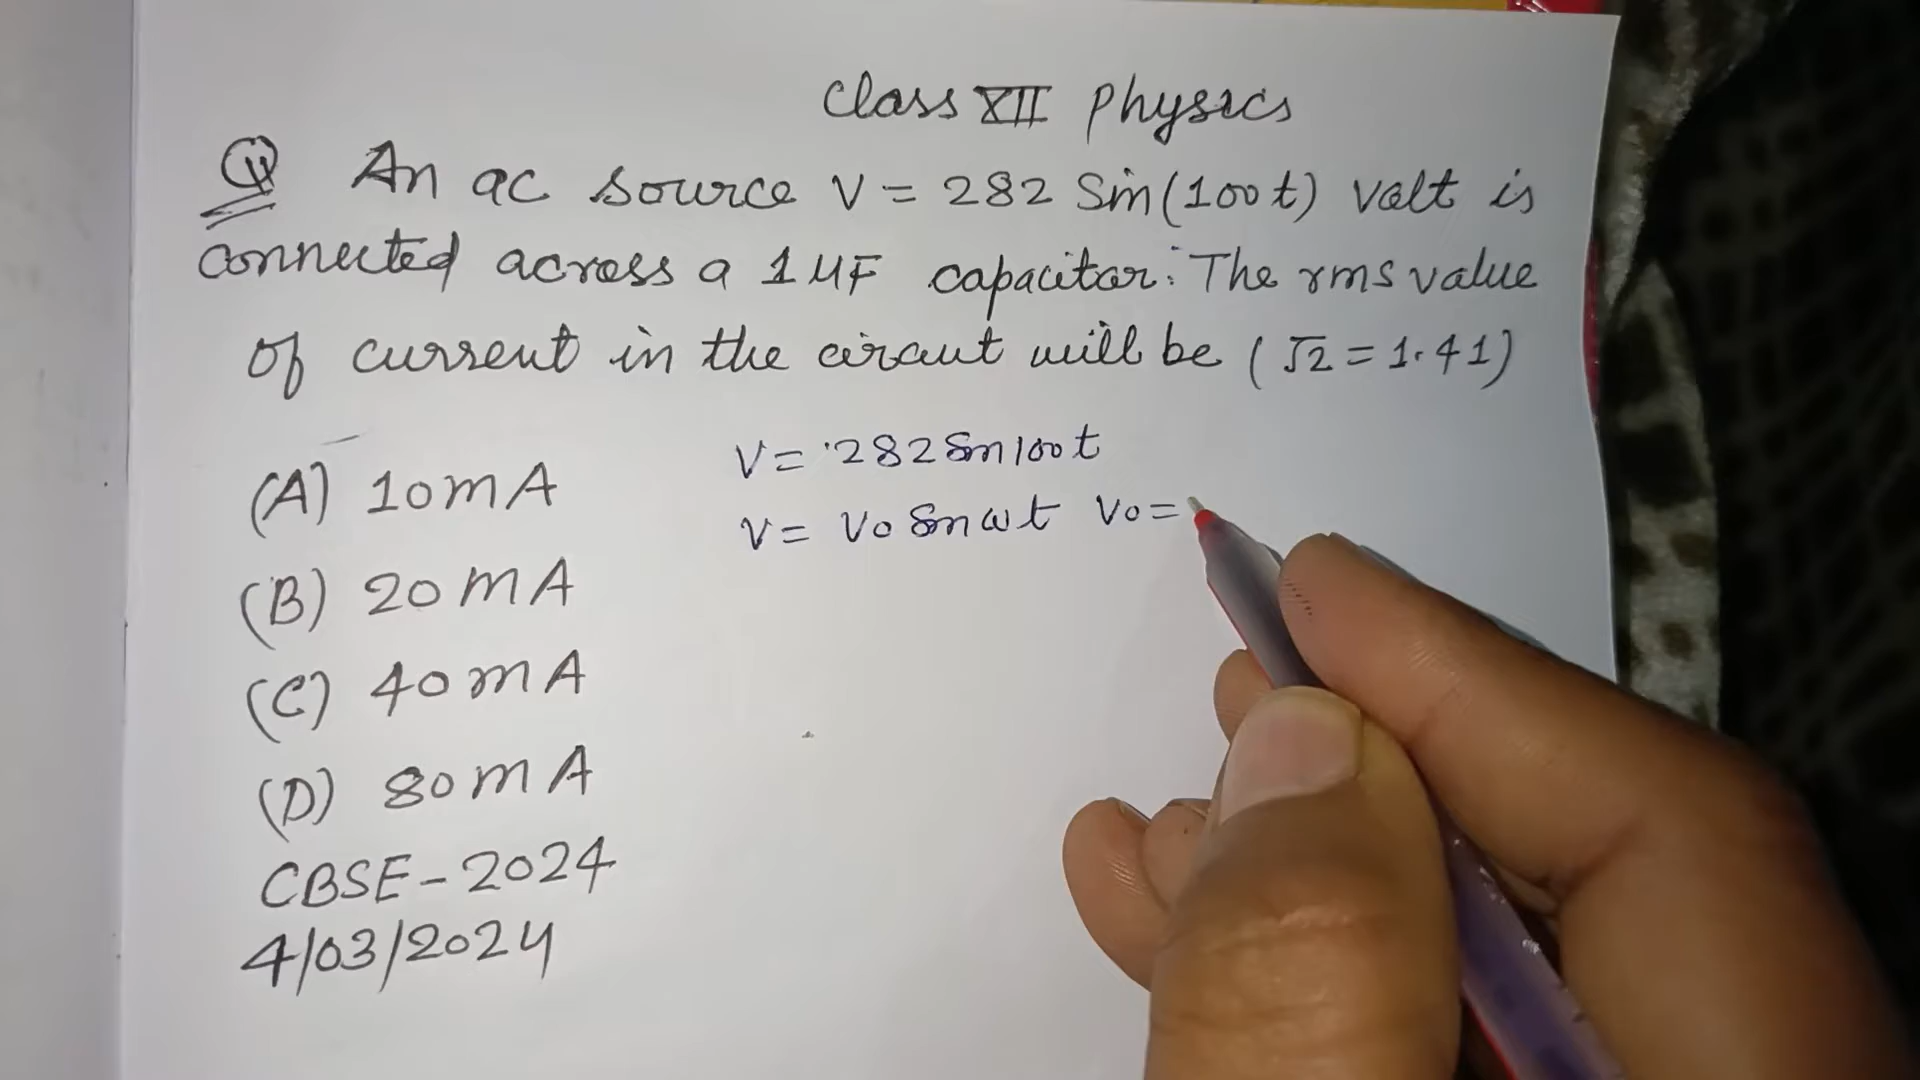 Class XII Physics
Q An ac source V = 282 Sin(100t) Volt is
connected across a 1 μF capacitor. The rms value
of current in the circuit will be (√2 = 1.41)
V = 282 Sin 100t
(A) 10 mA
V = V0 Sin ωt V0 =
(B) 20 mA
(C) 40 mA
(D) 80 mA
CBSE-2024
4/03/2024